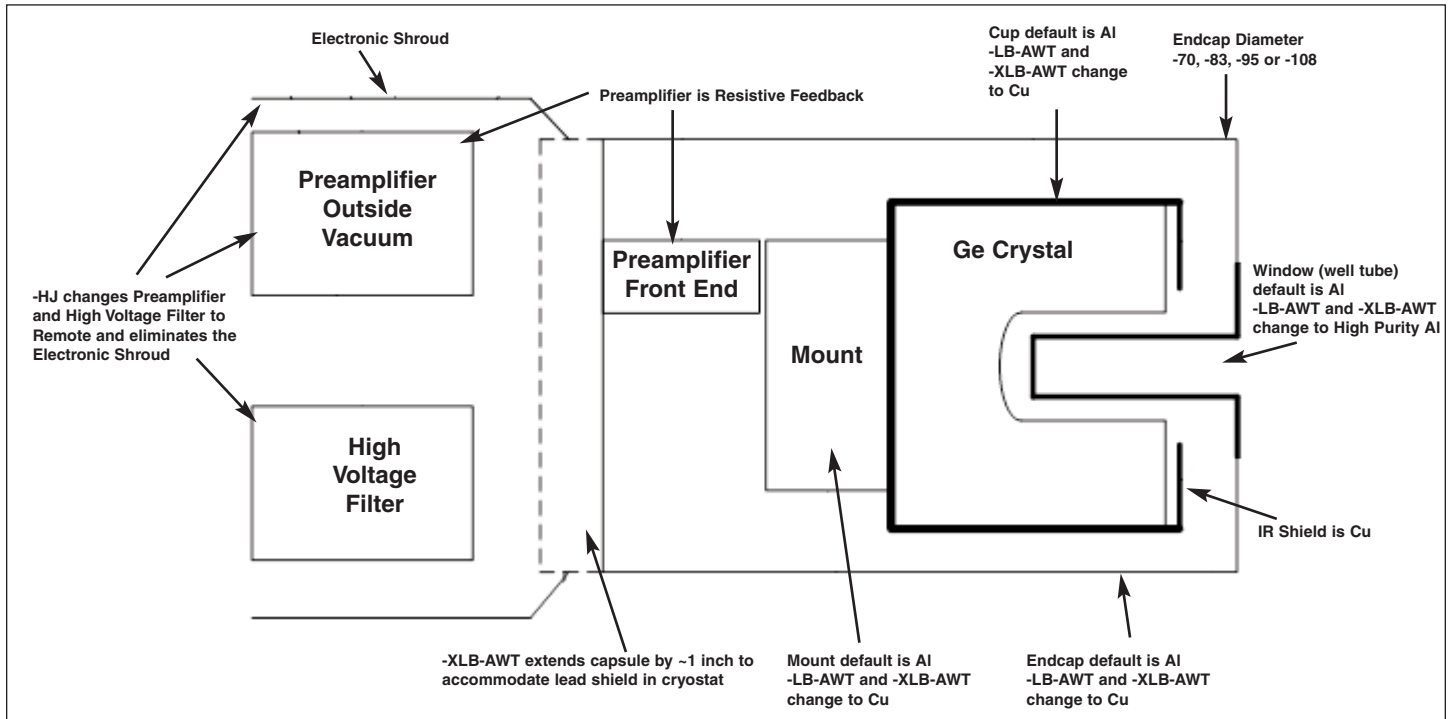 Electronic Shroud
Cup default is Al
-LB-AWT and
-XLB-AWT change
to Cu
Endcap Diameter
-70, -83, -95 or -108
Preamplifier is Resistive Feedback
Preamplifier
Outside
Vacuum
Preamplifier
Front End
Ge Crystal
Window (well tube)
default is Al
-LB-AWT and -XLB-AWT
change to High Purity Al
-HJ changes Preamplifier
and High Voltage Filter to
Remote and eliminates the
Electronic Shroud
Mount
High
Voltage
Filter
IR Shield is Cu
-XLB-AWT extends capsule by ~1 inch to
accommodate lead shield in cryostat
Mount default is Al
-LB-AWT and -XLB-AWT
change to Cu
Endcap default is Al
-LB-AWT and -XLB-AWT
change to Cu